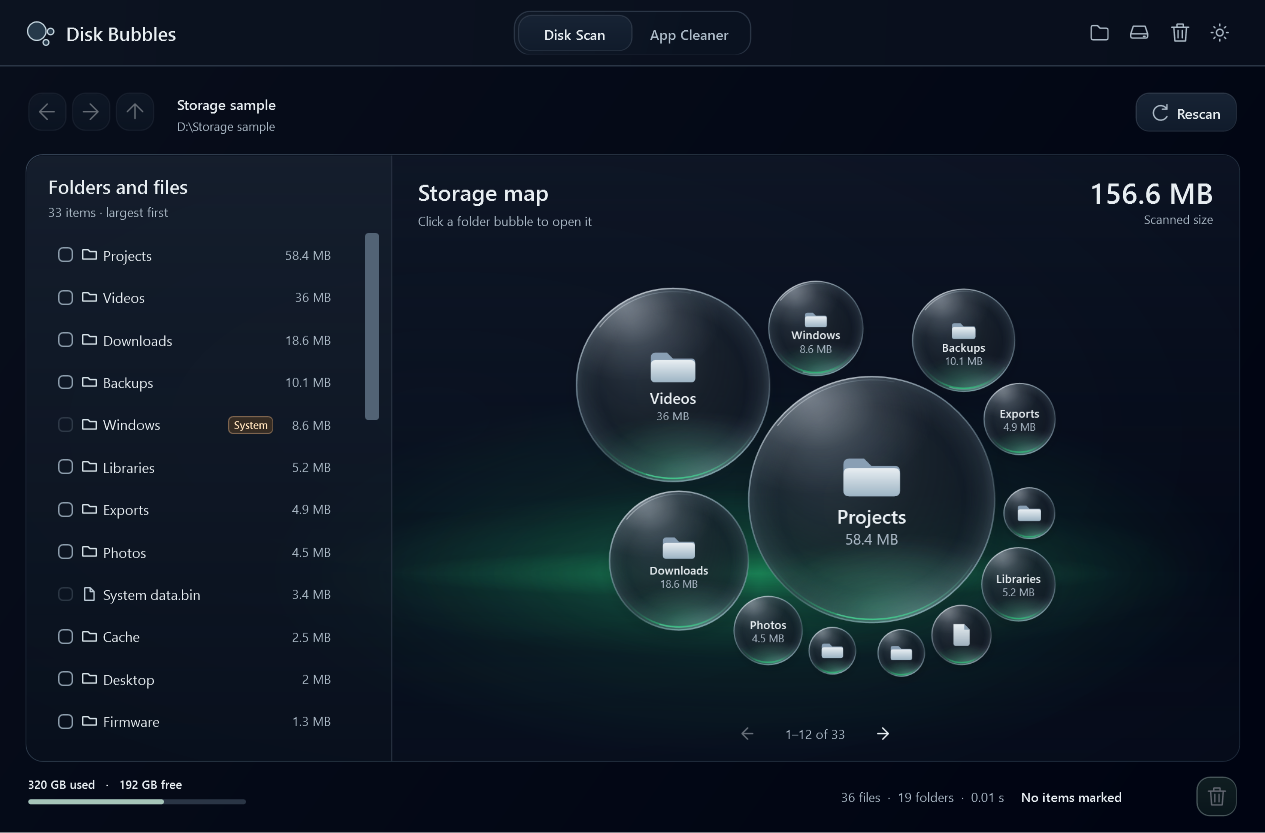 Disk Bubbles
Disk Scan
App Cleaner
Storage sample
D:\Storage sample
Rescan
Folders and files
33 items · largest first
Projects 58.4 MB
Videos 36 MB
Downloads 18.6 MB
Backups 10.1 MB
Windows System 8.6 MB
Libraries 5.2 MB
Exports 4.9 MB
Photos 4.5 MB
System data.bin 3.4 MB
Cache 2.5 MB
Desktop 2 MB
Firmware 1.3 MB
Storage map
Click a folder bubble to open it
156.6 MB
Scanned size
Videos
36 MB
Windows
8.6 MB
Backups
10.1 MB
Exports
4.9 MB
Projects
58.4 MB
Downloads
18.6 MB
Libraries
5.2 MB
Photos
4.5 MB
1–12 of 33
320 GB used · 192 GB free
36 files · 19 folders · 0.01 s No items marked